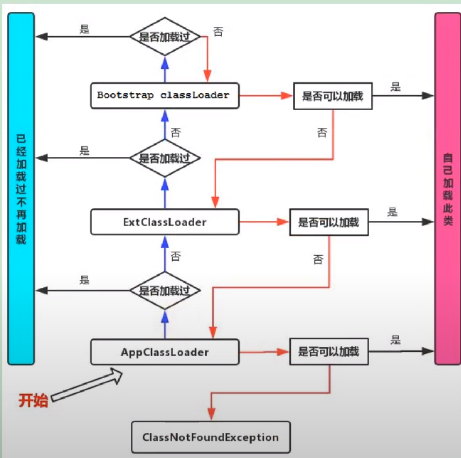 是
是否加载过
否
Bootstrap classLoader
是否可以加载
是
否
否
是
是否加载过
已经加载过不再加载
自己加载此类
ExtClassLoader
是否可以加载
是
否
否
是
是否加载过
AppClassLoader
是否可以加载
是
开始
ClassNotFoundException